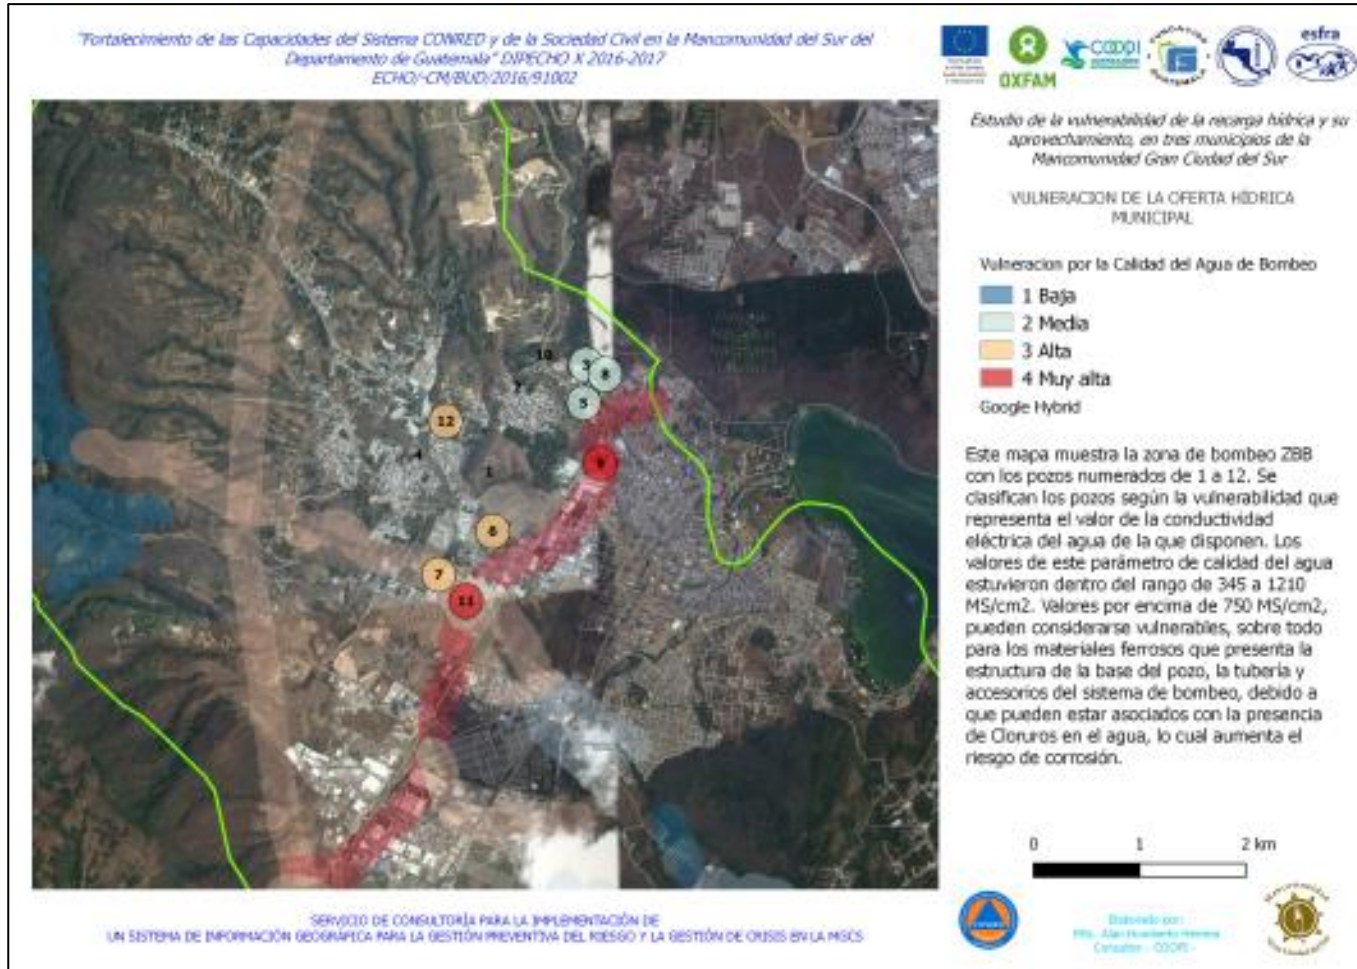 "Fortalecimiento de las Capacidades del Sistema CONRED y de la Sociedad Civil en la Mancomunidad del Sur del
Departamento de Guatemala" DIPECHO X 2016-2017
ECHO/-CM/BUD/2016/91002
OXFAM
COOPI
esfra
Estudio de la vulnerabilidad de la recarga hídrica y su
aprovechamiento, en tres municipios de la
Mancomunidad Gran Ciudad del Sur
VULNERACION DE LA OFERTA HÍDRICA
MUNICIPAL
Vulneracion por la Calidad del Agua de Bombeo
1 Baja
2 Media
3 Alta
4 Muy alta
Google Hybrid
Este mapa muestra la zona de bombeo ZBB
con los pozos numerados de 1 a 12. Se
clasifican los pozos según la vulnerabilidad que
representa el valor de la conductividad
eléctrica del agua de la que disponen. Los
valores de este parámetro de calidad del agua
estuvieron dentro del rango de 345 a 1210
MS/cm2. Valores por encima de 750 MS/cm2,
pueden considerarse vulnerables, sobre todo
para los materiales ferrosos que presenta la
estructura de la base del pozo, la tubería y
accesorios del sistema de bombeo, debido a
que pueden estar asociados con la presencia
de Cloruros en el agua, lo cual aumenta el
riesgo de corrosión.
10
3
8
2
5
12
4
1
9
6
7
11
0 1 2 km
SERVICIO DE CONSULTORÍA PARA LA IMPLEMENTACIÓN DE
UN SISTEMA DE INFORMACIÓN GEOGRÁFICA PARA LA GESTIÓN PREVENTIVA DEL RIESGO Y LA GESTIÓN DE CRISIS EN LA MGCS
Elaborado por:
MSc. Alan Humberto Herrera
Consultor - COOPI -